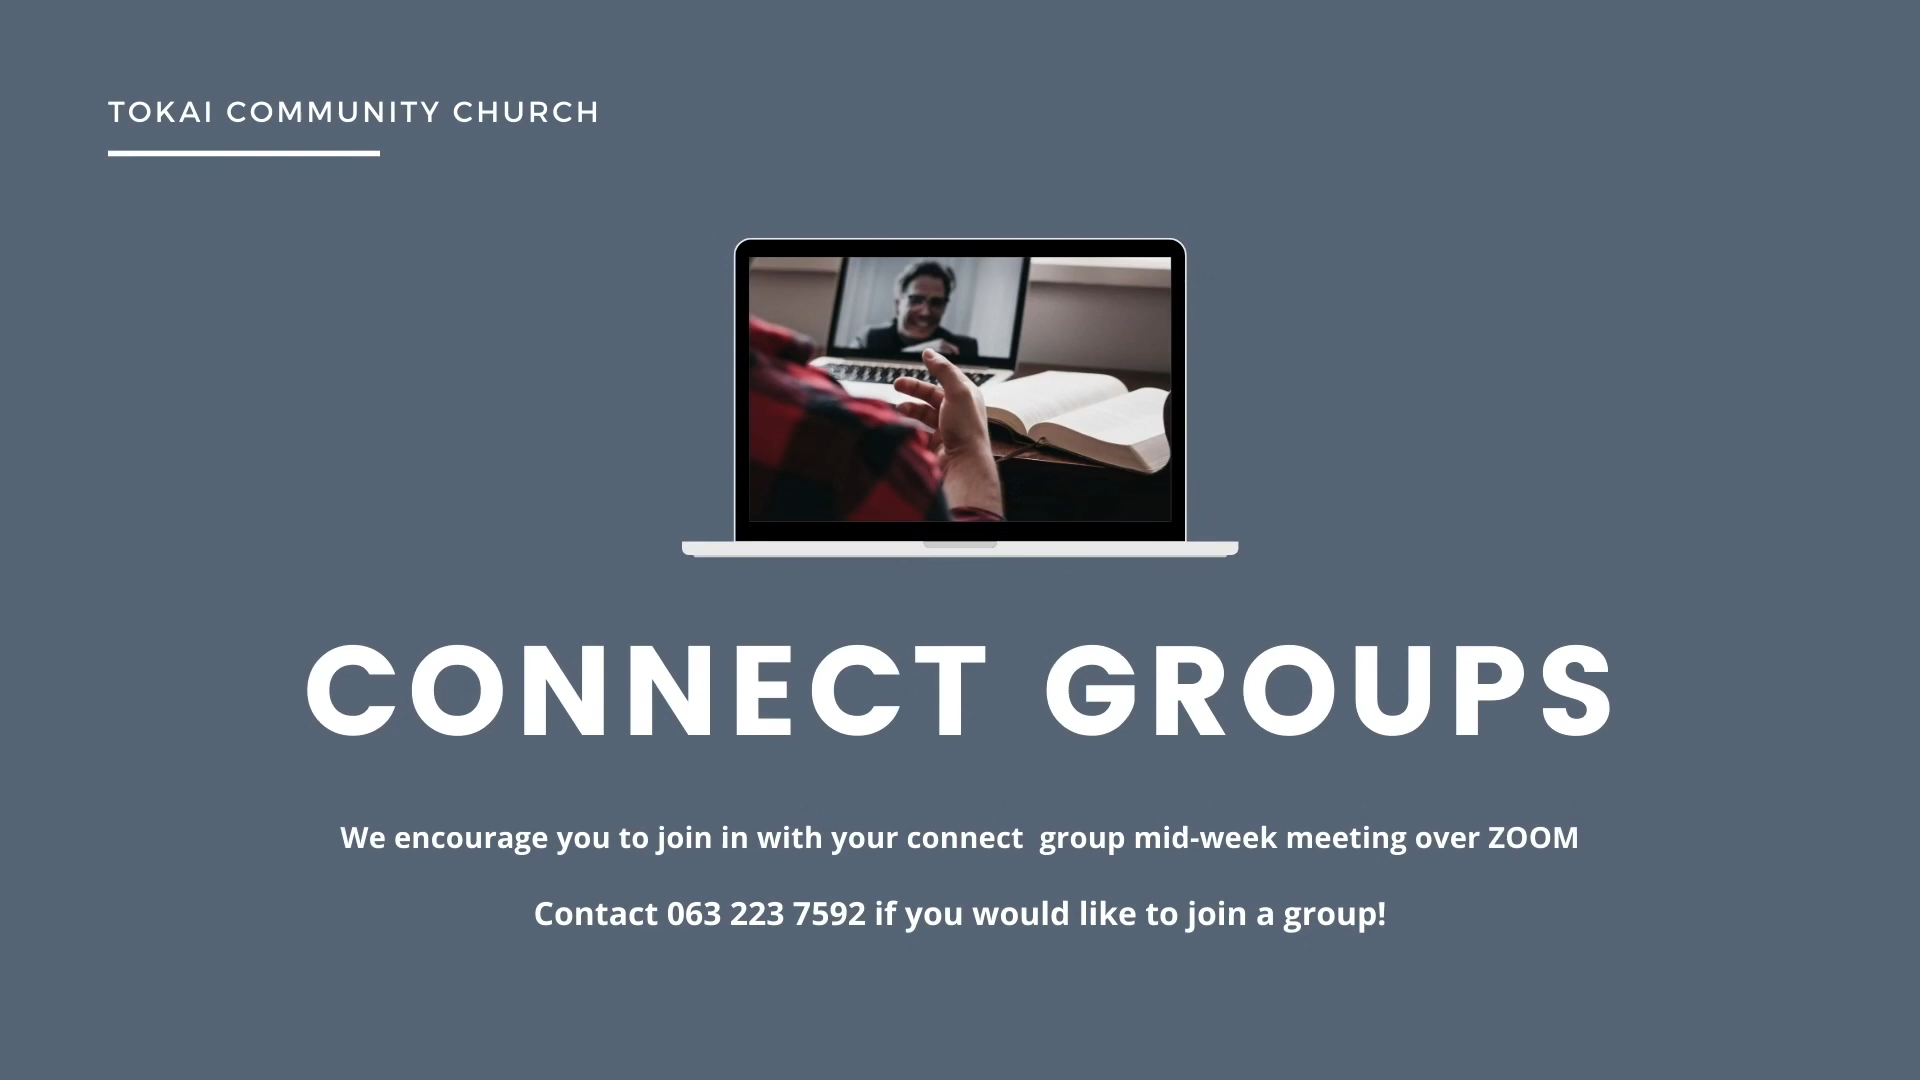 TOKAI COMMUNITY CHURCH
CONNECT GROUPS
We encourage you to join in with your connect  group mid-week meeting over ZOOM
Contact 063 223 7592 if you would like to join a group!